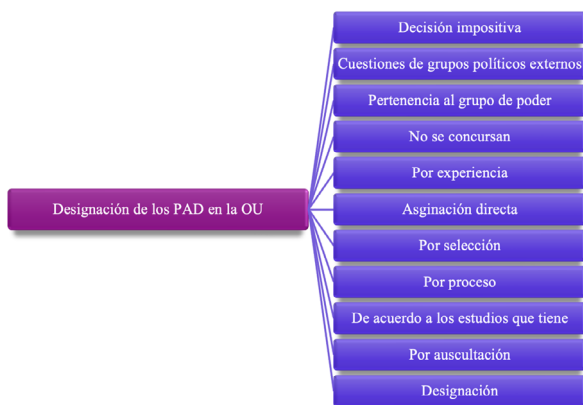 Decisión impositiva
Cuestiones de grupos políticos externos
Pertenencia al grupo de poder
No se concursan
Por experiencia
Designación de los PAD en la OU
Asginación directa
Por selección
Por proceso
De acuerdo a los estudios que tiene
Por auscultación
Designación